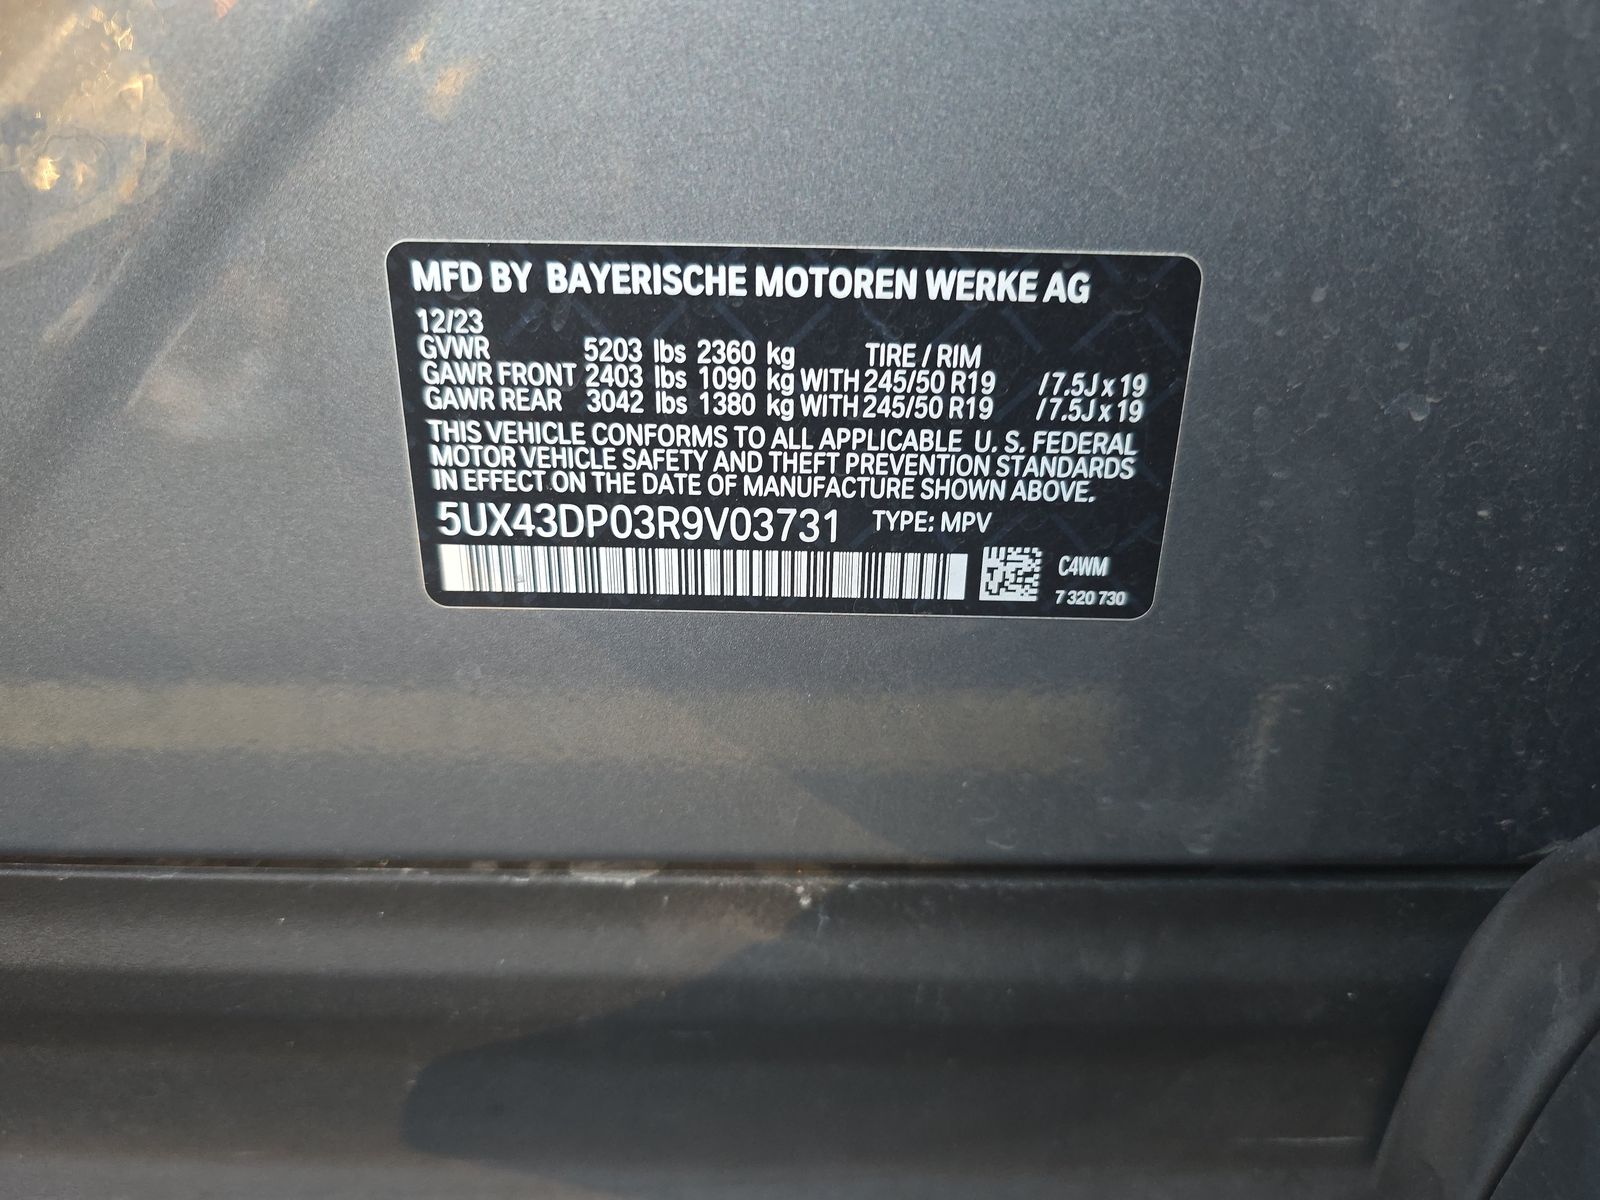 MFD BY BAYERISCHE MOTOREN WERKE AG
12/23
GVWR 5203 lbs 2360 kg TIRE / RIM
GAWR FRONT 2403 lbs 1090 kg WITH 245/50 R19 /7.5J x 19
GAWR REAR 3042 lbs 1380 kg WITH 245/50 R19 /7.5J x 19
THIS VEHICLE CONFORMS TO ALL APPLICABLE U. S. FEDERAL
MOTOR VEHICLE SAFETY AND THEFT PREVENTION STANDARDS
IN EFFECT ON THE DATE OF MANUFACTURE SHOWN ABOVE.
5UX43DP03R9V03731 TYPE: MPV
C4WM
7 320 730